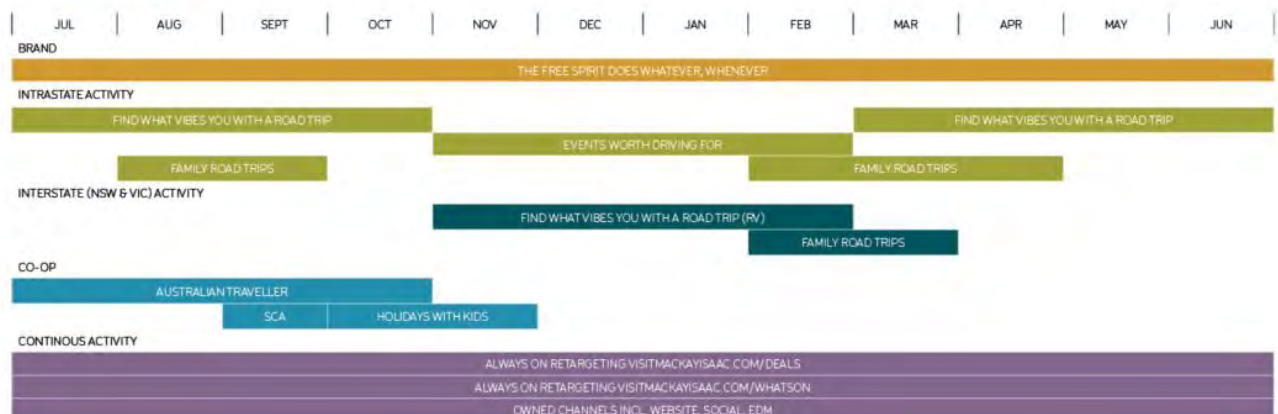 JUL AUG SEPT OCT NOV DEC JAN FEB MAR APR MAY JUN
BRAND
THE FREE SPIRIT DOES WHATEVER, WHENEVER
INTRASTATE ACTIVITY
FIND WHAT VIBES YOU WITH A ROAD TRIP FIND WHAT VIBES YOU WITH A ROAD TRIP
EVENTS WORTH DRIVING FOR
FAMILY ROAD TRIPS FAMILY ROAD TRIPS
INTERSTATE (NSW & VIC) ACTIVITY
FIND WHAT VIBES YOU WITH A ROAD TRIP (RV)
FAMILY ROAD TRIPS
CO-OP
AUSTRALIAN TRAVELLER
SCA HOLIDAYS WITH KIDS
CONTINOUS ACTIVITY
ALWAYS ON RETARGETING VISITMACKAYISAAC.COM/DEALS
ALWAYS ON RETARGETING VISITMACKAYISAAC.COM/WHATSON
OWNED CHANNELS INCL. WEBSITE, SOCIAL, EDM